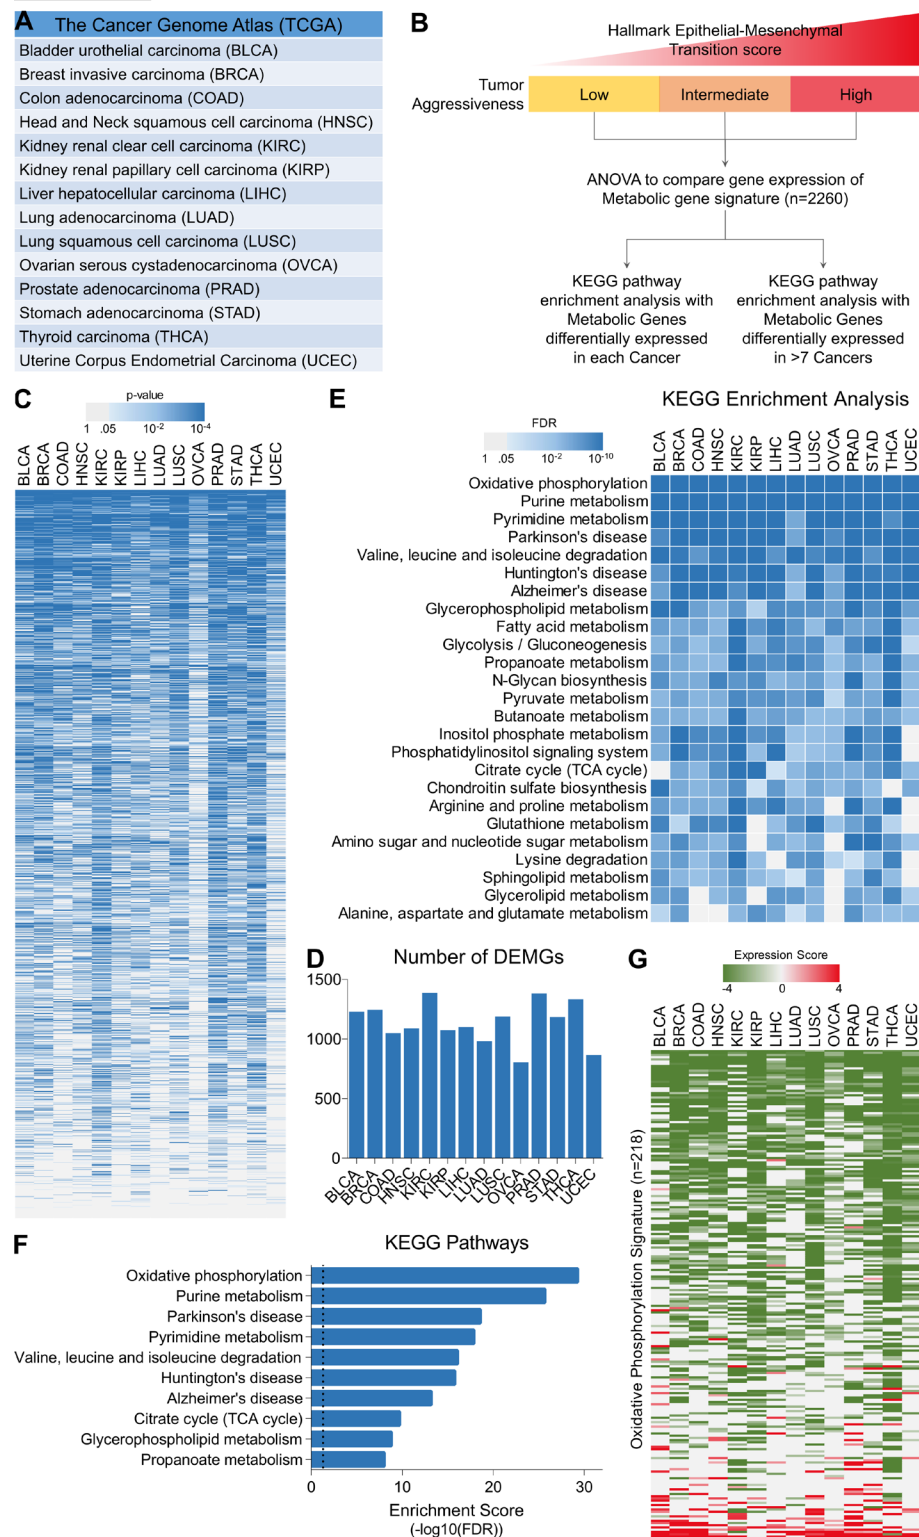 A
The Cancer Genome Atlas (TCGA)
Bladder urothelial carcinoma (BLCA)
Breast invasive carcinoma (BRCA)
Colon adenocarcinoma (COAD)
Head and Neck squamous cell carcinoma (HNSC)
Kidney renal clear cell carcinoma (KIRC)
Kidney renal papillary cell carcinoma (KIRP)
Liver hepatocellular carcinoma (LIHC)
Lung adenocarcinoma (LUAD)
Lung squamous cell carcinoma (LUSC)
Ovarian serous cystadenocarcinoma (OVCA)
Prostate adenocarcinoma (PRAD)
Stomach adenocarcinoma (STAD)
Thyroid carcinoma (THCA)
Uterine Corpus Endometrial Carcinoma (UCEC)
B
Hallmark Epithelial-Mesenchymal
Transition score
Tumor
Aggressiveness
Low Intermediate High
ANOVA to compare gene expression of
Metabolic gene signature (n=2260)
KEGG pathway
enrichment analysis with
Metabolic Genes
differentially expressed
in each Cancer
KEGG pathway
enrichment analysis with
Metabolic Genes
differentially expressed
in >7 Cancers
C
p-value
1 .05 10-2 10-4
BLCA BRCA COAD HNSC KIRC KIRP LIHC LUAD LUSC OVCA PRAD STAD THCA UCEC
E
KEGG Enrichment Analysis
FDR
1 .05 10-2 10-10
BLCA BRCA COAD HNSC KIRC KIRP LIHC LUAD LUSC OVCA PRAD STAD THCA UCEC
Oxidative phosphorylation
Purine metabolism
Pyrimidine metabolism
Parkinson's disease
Valine, leucine and isoleucine degradation
Huntington's disease
Alzheimer's disease
Glycerophospholipid metabolism
Fatty acid metabolism
Glycolysis / Gluconeogenesis
Propanoate metabolism
N-Glycan biosynthesis
Pyruvate metabolism
Butanoate metabolism
Inositol phosphate metabolism
Phosphatidylinositol signaling system
Citrate cycle (TCA cycle)
Chondroitin sulfate biosynthesis
Arginine and proline metabolism
Glutathione metabolism
Amino sugar and nucleotide sugar metabolism
Lysine degradation
Sphingolipid metabolism
Glycerolipid metabolism
Alanine, aspartate and glutamate metabolism
D
Number of DEMGs
1500
1000
500
0
BLCA BRCA COAD HNSC KIRC KIRP LIHC LUAD LUSC OVCA PRAD STAD THCA UCEC
G
Expression Score
-4 0 4
BLCA BRCA COAD HNSC KIRC KIRP LIHC LUAD LUSC OVCA PRAD STAD THCA UCEC
Oxidative Phosphorylation Signature (n=218)
F
KEGG Pathways
Oxidative phosphorylation
Purine metabolism
Parkinson's disease
Pyrimidine metabolism
Valine, leucine and isoleucine degradation
Huntington's disease
Alzheimer's disease
Citrate cycle (TCA cycle)
Glycerophospholipid metabolism
Propanoate metabolism
0 10 20 30
Enrichment Score
(-log10(FDR))